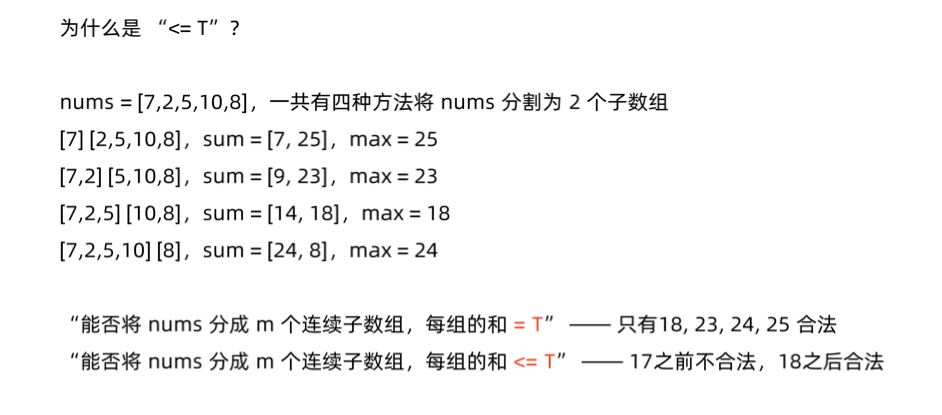 为什么是 “<= T” ？
nums = [7,2,5,10,8]，一共有四种方法将 nums 分割为 2 个子数组
[7] [2,5,10,8]，sum = [7, 25]，max = 25
[7,2] [5,10,8]，sum = [9, 23]，max = 23
[7,2,5] [10,8]，sum = [14, 18]，max = 18
[7,2,5,10] [8]，sum = [24, 8]，max = 24
“能否将 nums 分成 m 个连续子数组，每组的和 = T” —— 只有18, 23, 24, 25 合法
“能否将 nums 分成 m 个连续子数组，每组的和 <= T” —— 17之前不合法，18之后合法